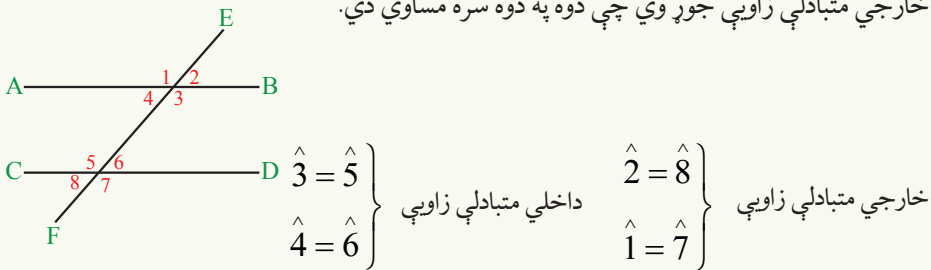 خارجي متبادلې زاويې جوړ وي چې دوه په دوه سره مساوي دي.
E
1 2
A B
4 3
5 6
C D
8 7
F
2̂ = 8̂
خارجي متبادلې زاويې
1̂ = 7̂
3̂ = 5̂
داخلي متبادلې زاويې
4̂ = 6̂